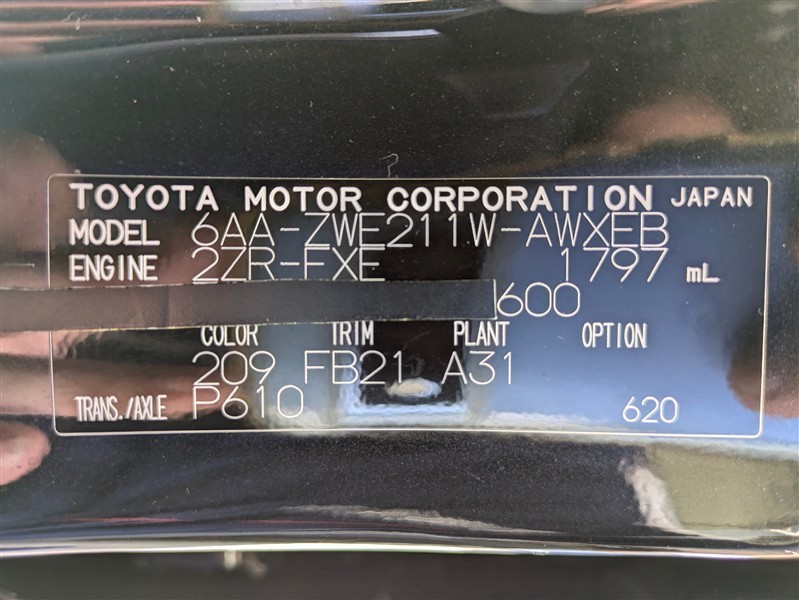 TOYOTA MOTOR CORPORATION JAPAN
MODEL 6AA-ZWE211W-AWXEB
ENGINE 2ZR-FXE 1797 mL
600
COLOR TRIM PLANT OPTION
209 FB21 A31
TRANS./AXLE P610 620